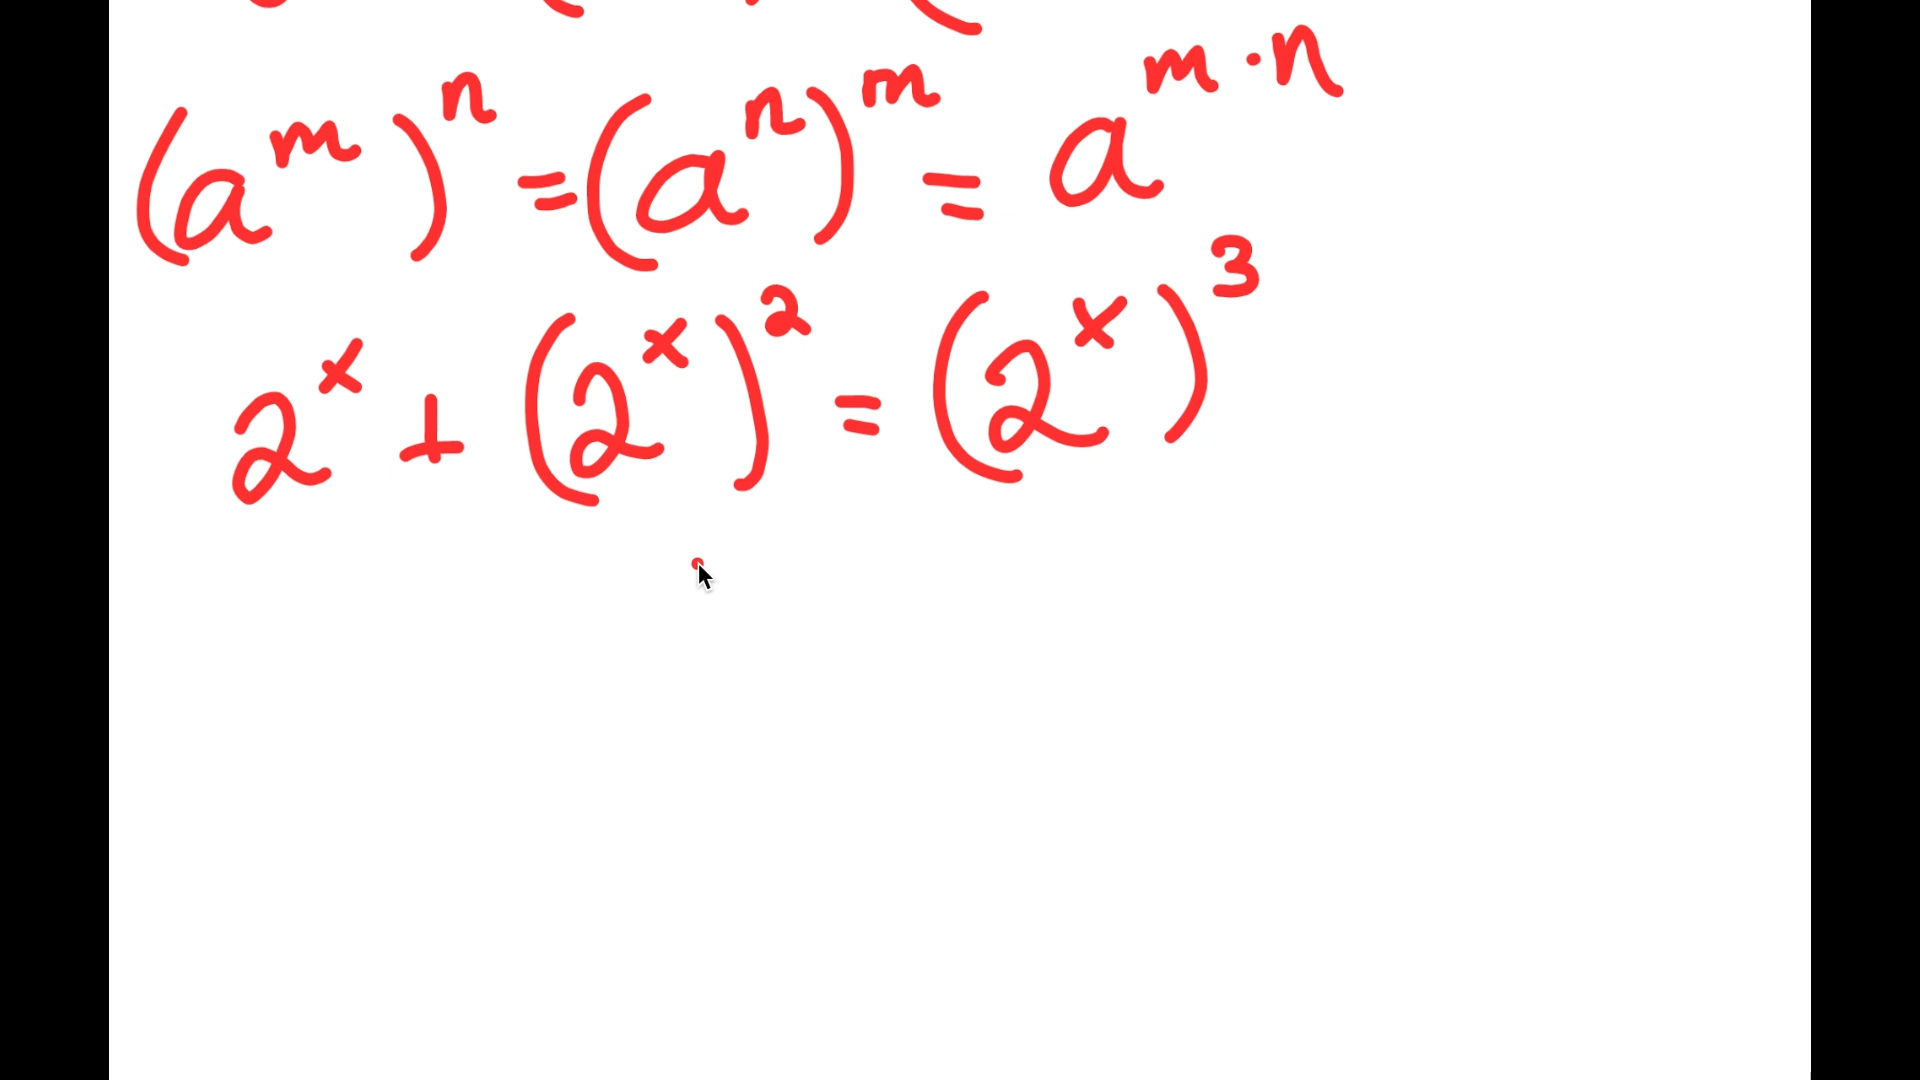 (a^m)^n = (a^n)^m = a^(m·n)
2^x + (2^x)^2 = (2^x)^3